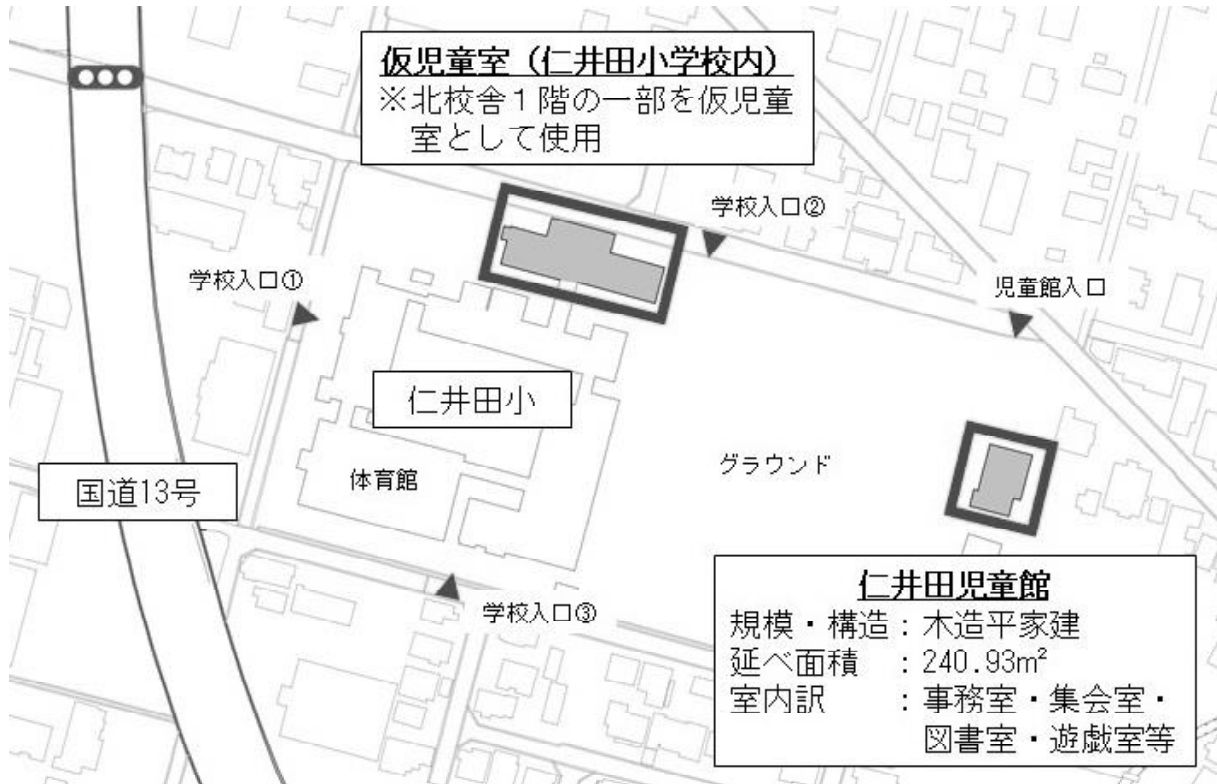 仮児童室（仁井田小学校内）
※北校舎１階の一部を仮児童
室として使用
学校入口②
学校入口①
児童館入口
仁井田小
グラウンド
体育館
国道13号
学校入口③
仁井田児童館
規模・構造：木造平家建
延べ面積　：240.93m²
室内訳　　：事務室・集会室・
図書室・遊戯室等